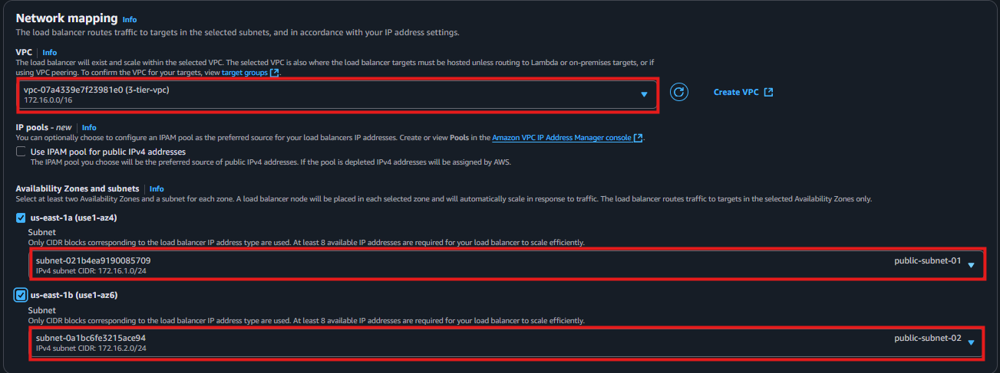 Network mapping Info
The load balancer routes traffic to targets in the selected subnets, and in accordance with your IP address settings.
VPC Info
The load balancer will exist and scale within the selected VPC. The selected VPC is also where the load balancer targets must be hosted unless routing to Lambda or on-premises targets, or if
using VPC peering. To confirm the VPC for your targets, view target groups.
vpc-07a4339e7f23981e0 (3-tier-vpc)
172.16.0.0/16
Create VPC
IP pools - new Info
You can optionally choose to configure an IPAM pool as the preferred source for your load balancers IP addresses. Create or view Pools in the Amazon VPC IP Address Manager console.
Use IPAM pool for public IPv4 addresses
The IPAM pool you choose will be the preferred source of public IPv4 addresses. If the pool is depleted IPv4 addresses will be assigned by AWS.
Availability Zones and subnets Info
Select at least two Availability Zones and a subnet for each zone. A load balancer node will be placed in each selected zone and will automatically scale in response to traffic. The load balancer routes traffic to targets in the selected Availability Zones only.
us-east-1a (use1-az4)
Subnet
Only CIDR blocks corresponding to the load balancer IP address type are used. At least 8 available IP addresses are required for your load balancer to scale efficiently.
subnet-021b4ea9190085709 public-subnet-01
IPv4 subnet CIDR: 172.16.1.0/24
us-east-1b (use1-az6)
Subnet
Only CIDR blocks corresponding to the load balancer IP address type are used. At least 8 available IP addresses are required for your load balancer to scale efficiently.
subnet-0a1bc6fe3215ace94 public-subnet-02
IPv4 subnet CIDR: 172.16.2.0/24